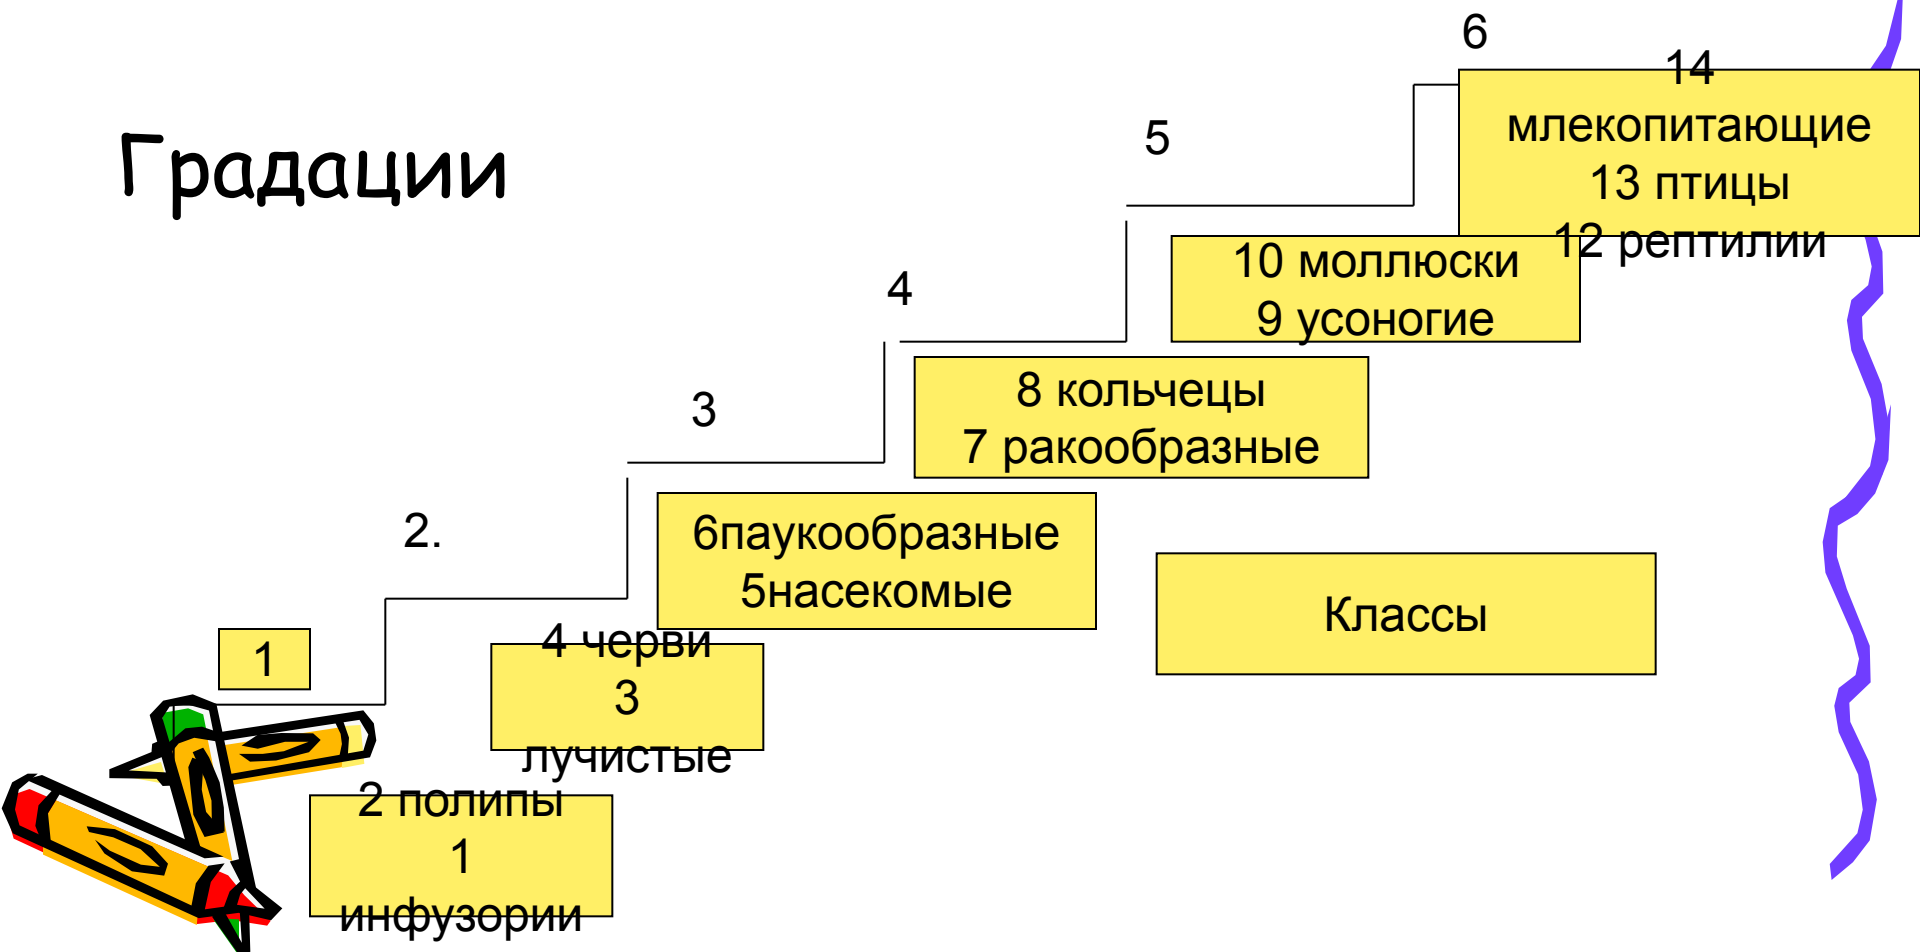 6
14
млекопитающие
13 птицы
12 рептилии
5
Градации
10 моллюски
9 усоногие
4
8 кольчецы
7 ракообразные
3
6паукообразные
5насекомые
2.
Классы
4 черви
3
лучистые
1
2 полипы
1
инфузории